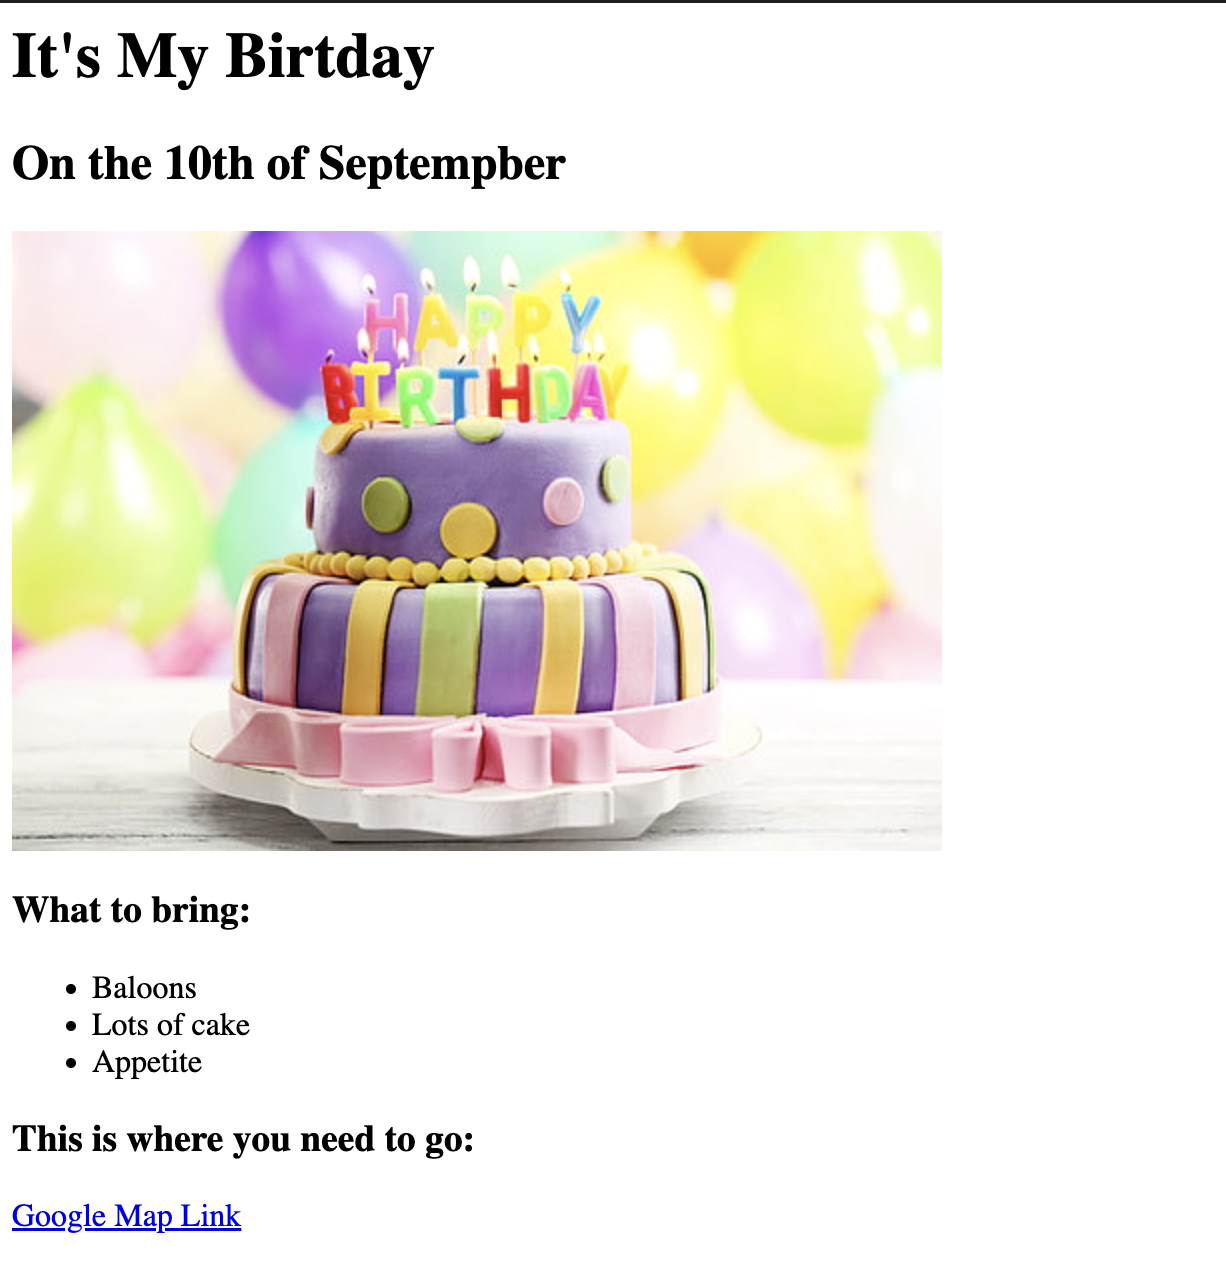 It's My Birtday
On the 10th of Septempber
HAPPY
BIRTHDAY
What to bring:
Baloons
Lots of cake
Appetite
This is where you need to go:
Google Map Link